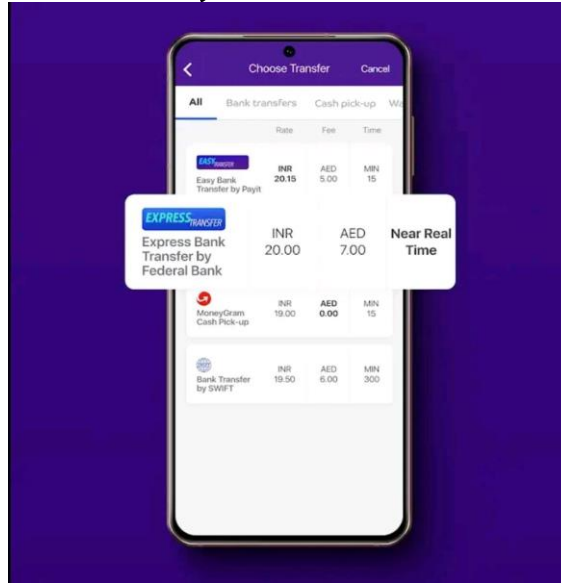 Choose Transfer Cancel
All Bank transfers Cash pick-up Wa
Rate Fee Time
EASY TRANSFER
Easy Bank
Transfer by Payit
INR
20.15
AED
5.00
MIN
15
EXPRESS TRANSFER
Express Bank
Transfer by
Federal Bank
INR
20.00
AED
7.00
Near Real
Time
MoneyGram
Cash Pick-up
INR
19.00
AED
0.00
MIN
15
Bank Transfer
by SWIFT
INR
19.50
AED
6.00
MIN
300